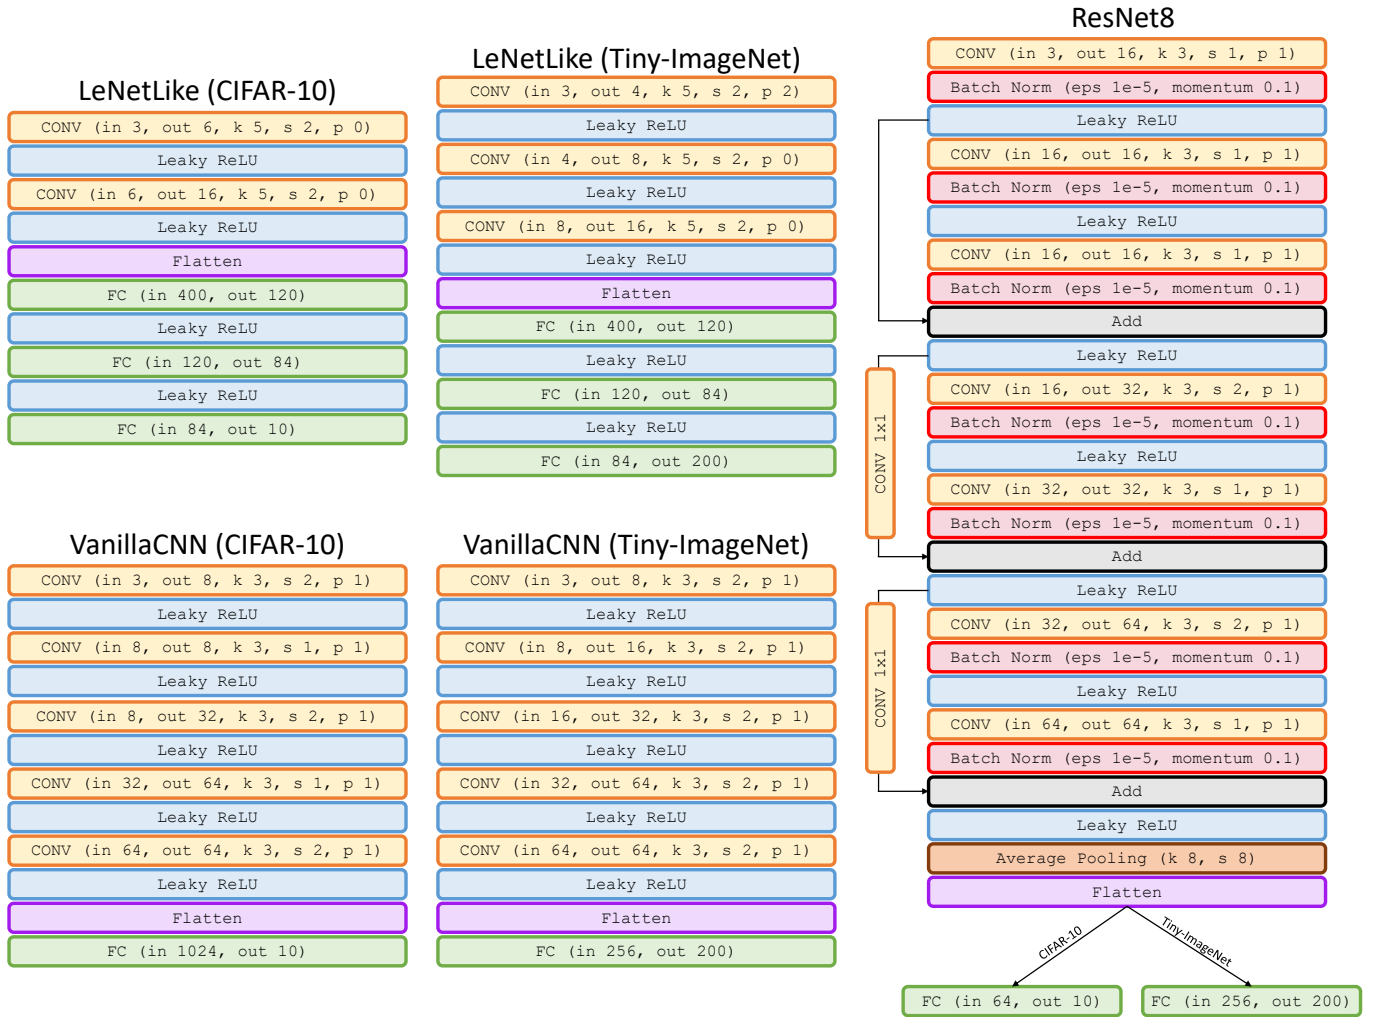 LeNetLike (CIFAR-10)
CONV (in 3, out 6, k 5, s 2, p 0)
Leaky ReLU
CONV (in 6, out 16, k 5, s 2, p 0)
Leaky ReLU
Flatten
FC (in 400, out 120)
Leaky ReLU
FC (in 120, out 84)
Leaky ReLU
FC (in 84, out 10)
LeNetLike (Tiny-ImageNet)
CONV (in 3, out 4, k 5, s 2, p 2)
Leaky ReLU
CONV (in 4, out 8, k 5, s 2, p 0)
Leaky ReLU
CONV (in 8, out 16, k 5, s 2, p 0)
Leaky ReLU
Flatten
FC (in 400, out 120)
Leaky ReLU
FC (in 120, out 84)
Leaky ReLU
FC (in 84, out 200)
VanillaCNN (CIFAR-10)
CONV (in 3, out 8, k 3, s 2, p 1)
Leaky ReLU
CONV (in 8, out 8, k 3, s 1, p 1)
Leaky ReLU
CONV (in 8, out 32, k 3, s 2, p 1)
Leaky ReLU
CONV (in 32, out 64, k 3, s 1, p 1)
Leaky ReLU
CONV (in 64, out 64, k 3, s 2, p 1)
Leaky ReLU
Flatten
FC (in 1024, out 10)
VanillaCNN (Tiny-ImageNet)
CONV (in 3, out 8, k 3, s 2, p 1)
Leaky ReLU
CONV (in 8, out 16, k 3, s 2, p 1)
Leaky ReLU
CONV (in 16, out 32, k 3, s 2, p 1)
Leaky ReLU
CONV (in 32, out 64, k 3, s 2, p 1)
Leaky ReLU
CONV (in 64, out 64, k 3, s 2, p 1)
Leaky ReLU
Flatten
FC (in 256, out 200)
ResNet8
CONV (in 3, out 16, k 3, s 1, p 1)
Batch Norm (eps 1e-5, momentum 0.1)
Leaky ReLU
CONV (in 16, out 16, k 3, s 1, p 1)
Batch Norm (eps 1e-5, momentum 0.1)
Leaky ReLU
CONV (in 16, out 16, k 3, s 1, p 1)
Batch Norm (eps 1e-5, momentum 0.1)
Add
Leaky ReLU
CONV 1x1
CONV (in 16, out 32, k 3, s 2, p 1)
Batch Norm (eps 1e-5, momentum 0.1)
Leaky ReLU
CONV (in 32, out 32, k 3, s 1, p 1)
Batch Norm (eps 1e-5, momentum 0.1)
Add
Leaky ReLU
CONV 1x1
CONV (in 32, out 64, k 3, s 2, p 1)
Batch Norm (eps 1e-5, momentum 0.1)
Leaky ReLU
CONV (in 64, out 64, k 3, s 1, p 1)
Batch Norm (eps 1e-5, momentum 0.1)
Add
Leaky ReLU
Average Pooling (k 8, s 8)
Flatten
CIFAR-10
Tiny-ImageNet
FC (in 64, out 10)
FC (in 256, out 200)